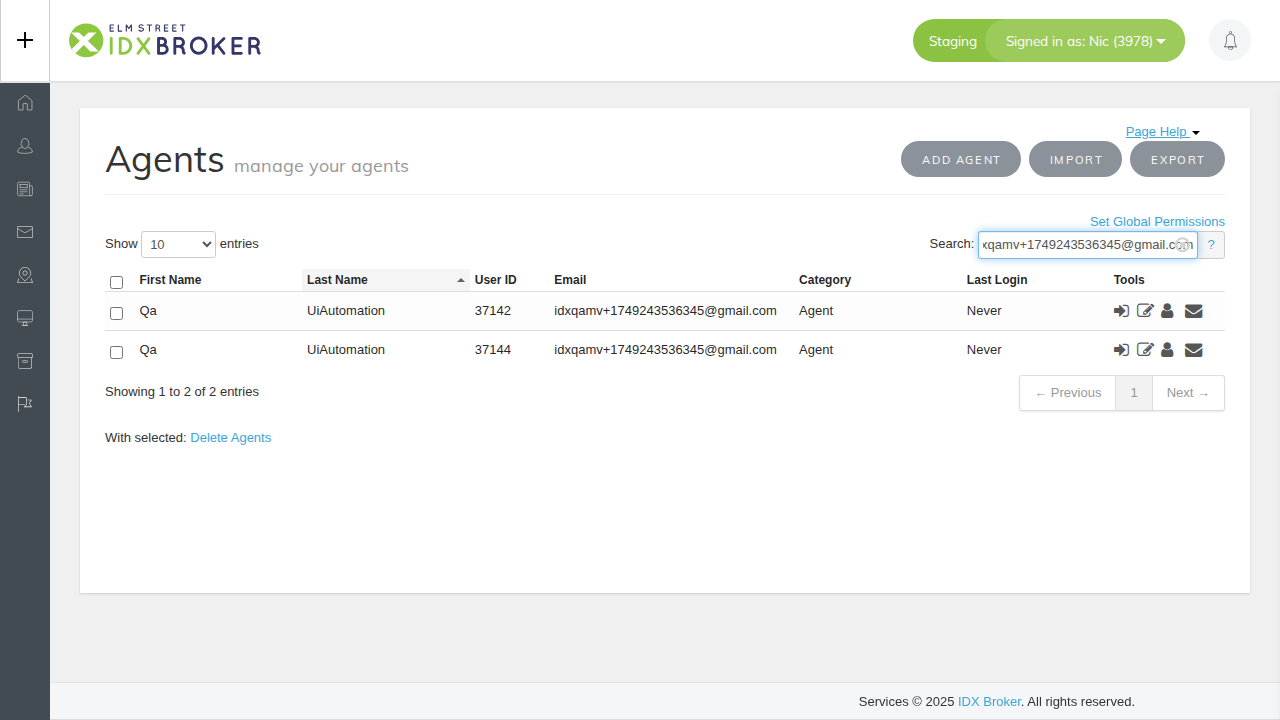 ELM STREET
IDXBROKER
Staging
Signed in as: Nic (3978)
Page Help
Agents manage your agents
ADD AGENT
IMPORT
EXPORT
Set Global Permissions
Show 10 entries
Search: xqamv+1749243536345@gmail.com ?
First Name Last Name User ID Email Category Last Login Tools
Qa UiAutomation 37142 idxqamv+1749243536345@gmail.com Agent Never
Qa UiAutomation 37144 idxqamv+1749243536345@gmail.com Agent Never
Showing 1 to 2 of 2 entries
← Previous 1 Next →
With selected: Delete Agents
Services © 2025 IDX Broker. All rights reserved.